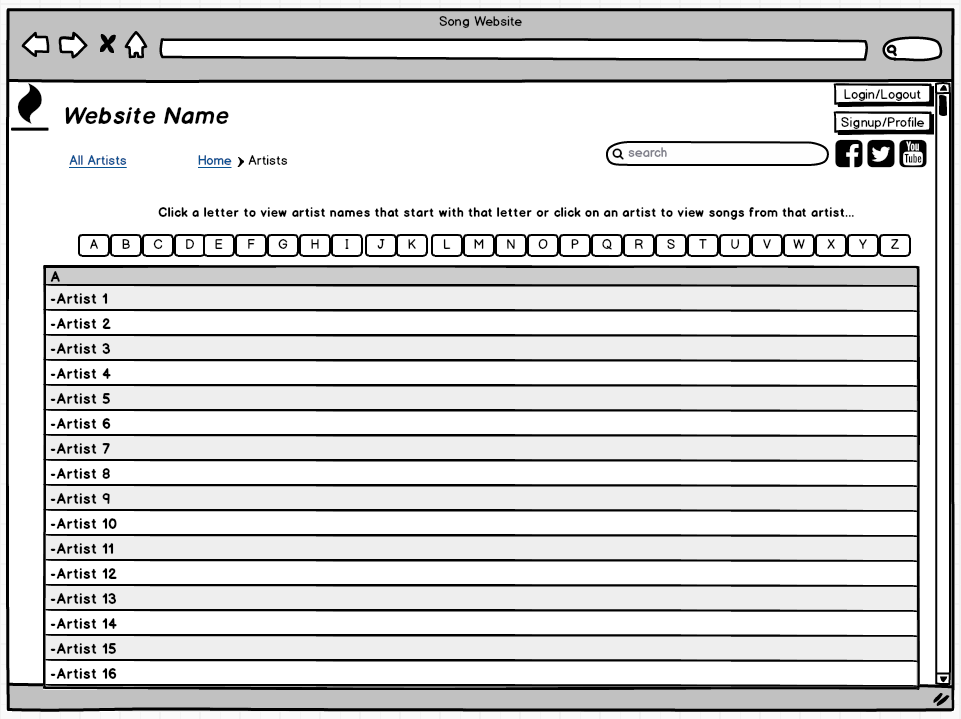 Song Website
Login/Logout
Website Name
Signup/Profile
All Artists Home Artists search You Tube
Click a letter to view artist names that start with that letter or click on an artist to view songs from that artist...
A B C D E F G H I J K L M N O P Q R S T U V W X Y Z
A
-Artist 1
-Artist 2
-Artist 3
-Artist 4
-Artist 5
-Artist 6
-Artist 7
-Artist 8
-Artist 9
-Artist 10
-Artist 11
-Artist 12
-Artist 13
-Artist 14
-Artist 15
-Artist 16